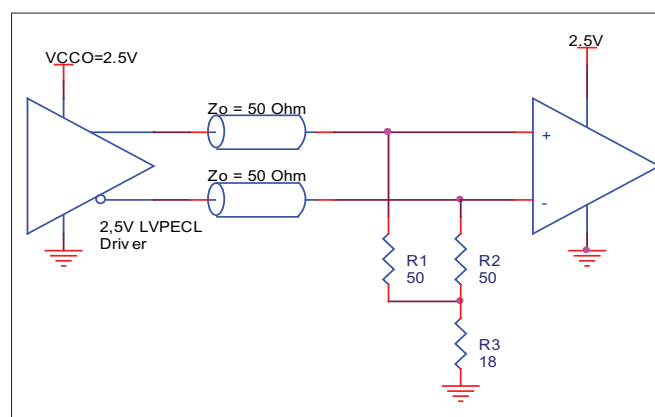 VCCO=2.5V
2.5V
Zo = 50 Ohm
+
Zo = 50 Ohm
-
2,5V LVPECL
Driver
R1
50
R2
50
R3
18